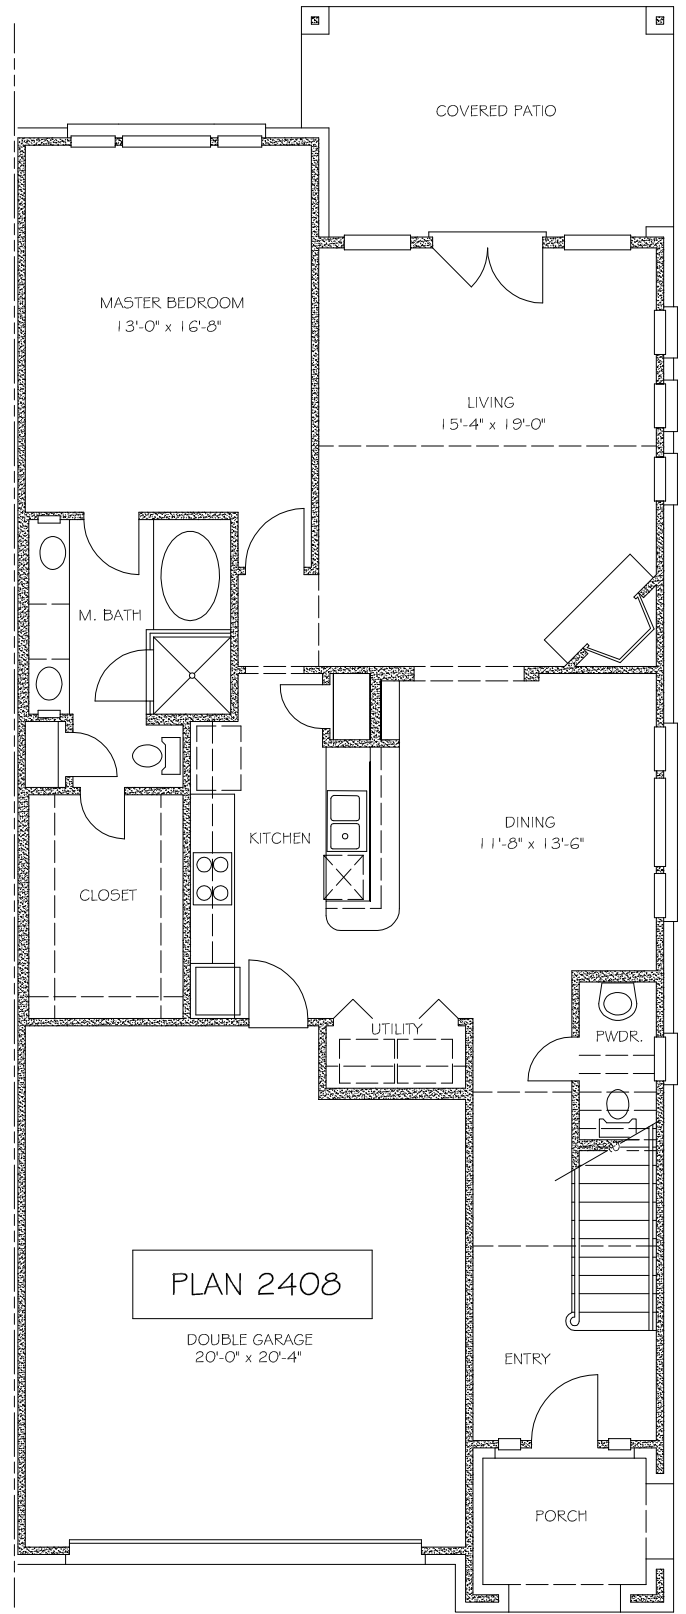 COVERED PATIO
MASTER BEDROOM
13'-0" x 16'-8"
LIVING
15'-4" x 19'-0"
M. BATH
KITCHEN
DINING
11'-8" x 13'-6"
CLOSET
UTILITY
PWDR.
PLAN 2408
DOUBLE GARAGE
20'-0" x 20'-4"
ENTRY
PORCH